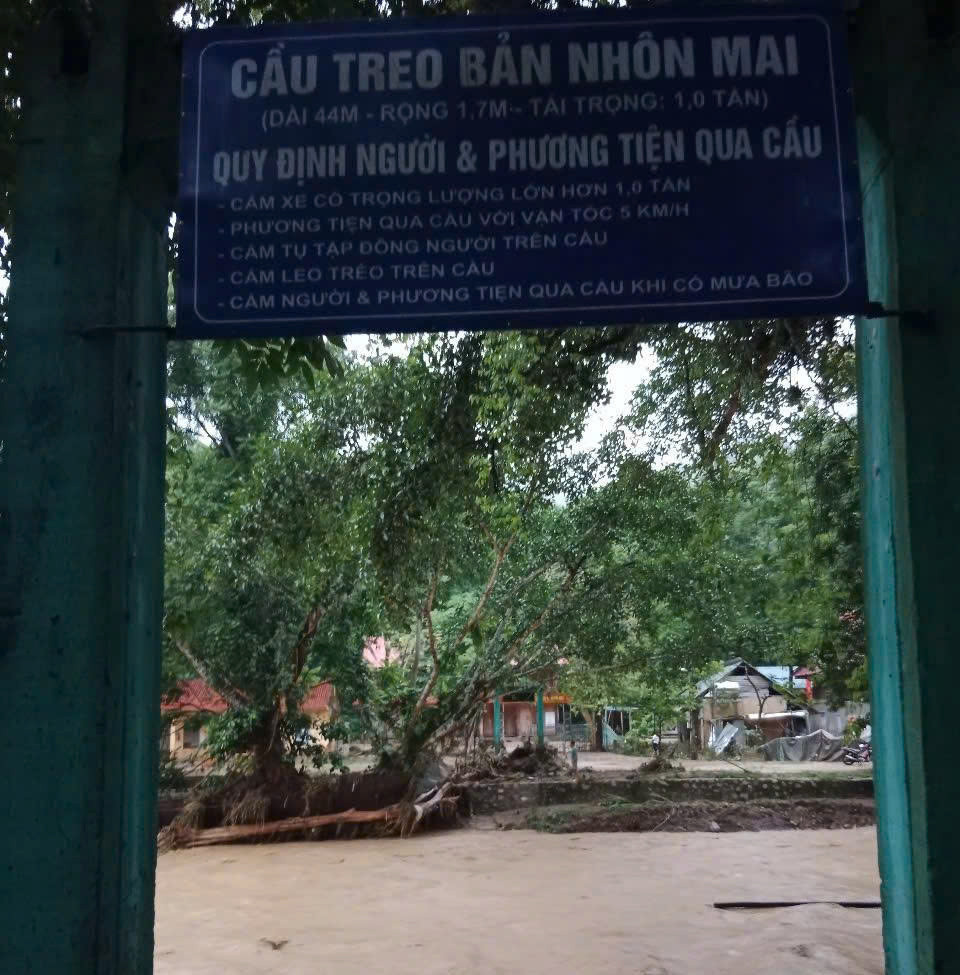 CẦU TREO BẢN NHÔN MAI
(DÀI 44M - RỘNG 1,7M - TẢI TRỌNG: 1,0 TẤN)
QUY ĐỊNH NGƯỜI & PHƯƠNG TIỆN QUA CẦU
- CẤM XE CÓ TRỌNG LƯỢNG LỚN HƠN 1,0 TẤN
- PHƯƠNG TIỆN QUA CẦU VỚI VẬN TỐC 5 KM/H
- CẤM TỤ TẬP ĐÔNG NGƯỜI TRÊN CẦU
- CẤM LEO TRÈO TRÊN CẦU
- CẤM NGƯỜI & PHƯƠNG TIỆN QUA CẦU KHI CÓ MƯA BÃO